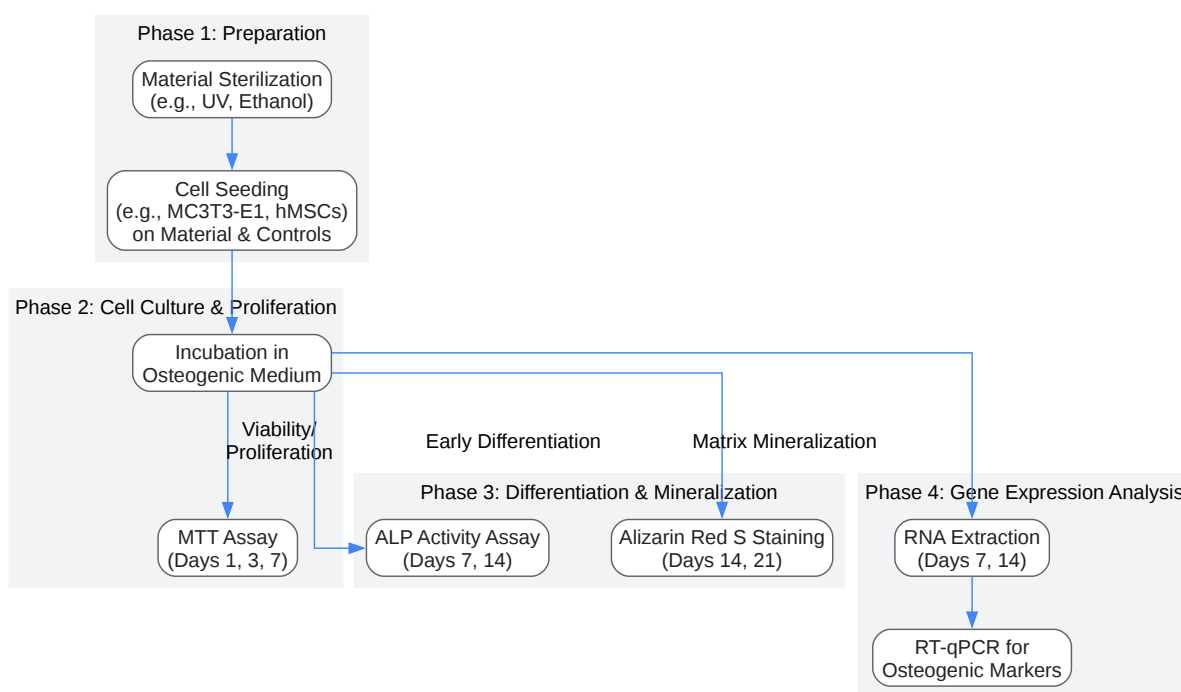 Phase 1: Preparation
Material Sterilization
(e.g., UV, Ethanol)
Cell Seeding
(e.g., MC3T3-E1, hMSCs)
on Material & Controls
Phase 2: Cell Culture & Proliferation
Incubation in
Osteogenic Medium
Viability/
Proliferation
Early Differentiation
Matrix Mineralization
Phase 3: Differentiation & Mineralization
Phase 4: Gene Expression Analysis
MTT Assay
(Days 1, 3, 7)
ALP Activity Assay
(Days 7, 14)
Alizarin Red S Staining
(Days 14, 21)
RNA Extraction
(Days 7, 14)
RT-qPCR for
Osteogenic Markers